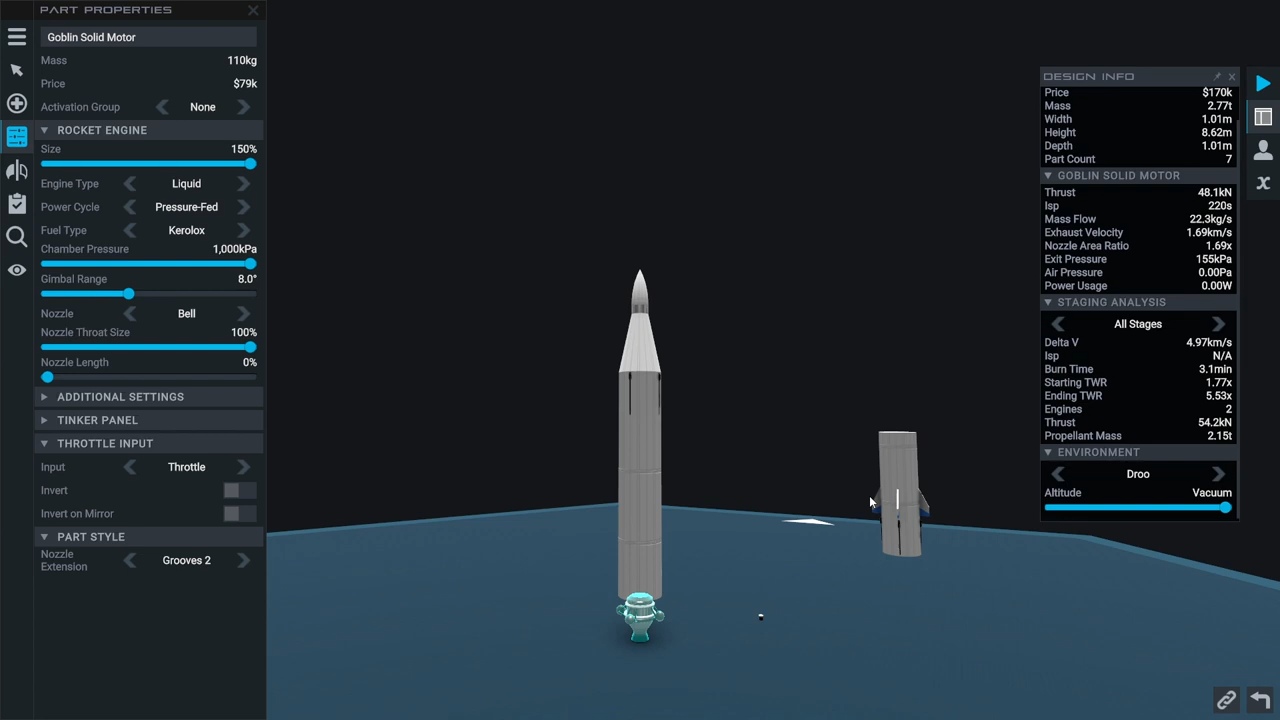 PART PROPERTIES
Goblin Solid Motor
Mass 110kg
Price $79k
Activation Group None
ROCKET ENGINE
Size 150%
Engine Type Liquid
Power Cycle Pressure-Fed
Fuel Type Kerolox
Chamber Pressure 1,000kPa
Gimbal Range 8.0°
Nozzle Bell
Nozzle Throat Size 100%
Nozzle Length 0%
ADDITIONAL SETTINGS
TINKER PANEL
THROTTLE INPUT
Input Throttle
Invert
Invert on Mirror
PART STYLE
Nozzle Extension Grooves 2
DESIGN INFO
Price $170k
Mass 2.77t
Width 1.01m
Height 8.62m
Depth 1.01m
Part Count 7
GOBLIN SOLID MOTOR
Thrust 48.1kN
Isp 220s
Mass Flow 22.3kg/s
Exhaust Velocity 1.69km/s
Nozzle Area Ratio 1.69x
Exit Pressure 155kPa
Air Pressure 0.00Pa
Power Usage 0.00W
STAGING ANALYSIS
All Stages
Delta V 4.97km/s
Isp N/A
Burn Time 3.1min
Starting TWR 1.77x
Ending TWR 5.53x
Engines 2
Thrust 54.2kN
Propellant Mass 2.15t
ENVIRONMENT
Droo
Altitude Vacuum